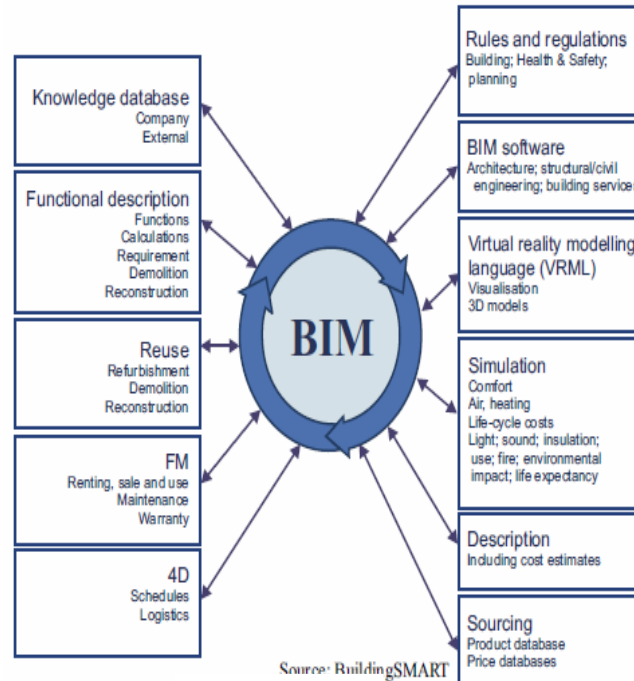 Knowledge database
Company
External
Functional description
Functions
Calculations
Requirement
Demolition
Reconstruction
Reuse
Refurbishment
Demolition
Reconstruction
FM
Renting, sale and use
Maintenance
Warranty
4D
Schedules
Logistics
BIM
Rules and regulations
Building; Health & Safety;
planning
BIM software
Architecture; structural/civil
engineering; building service
Virtual reality modelling
language (VRML)
Visualisation
3D models
Simulation
Comfort
Air, heating
Life-cycle costs
Light; sound; insulation;
use; fire; environmental
impact; life expectancy
Description
Including cost estimates
Sourcing
Product database
Price databases
Source: BuildingSMART